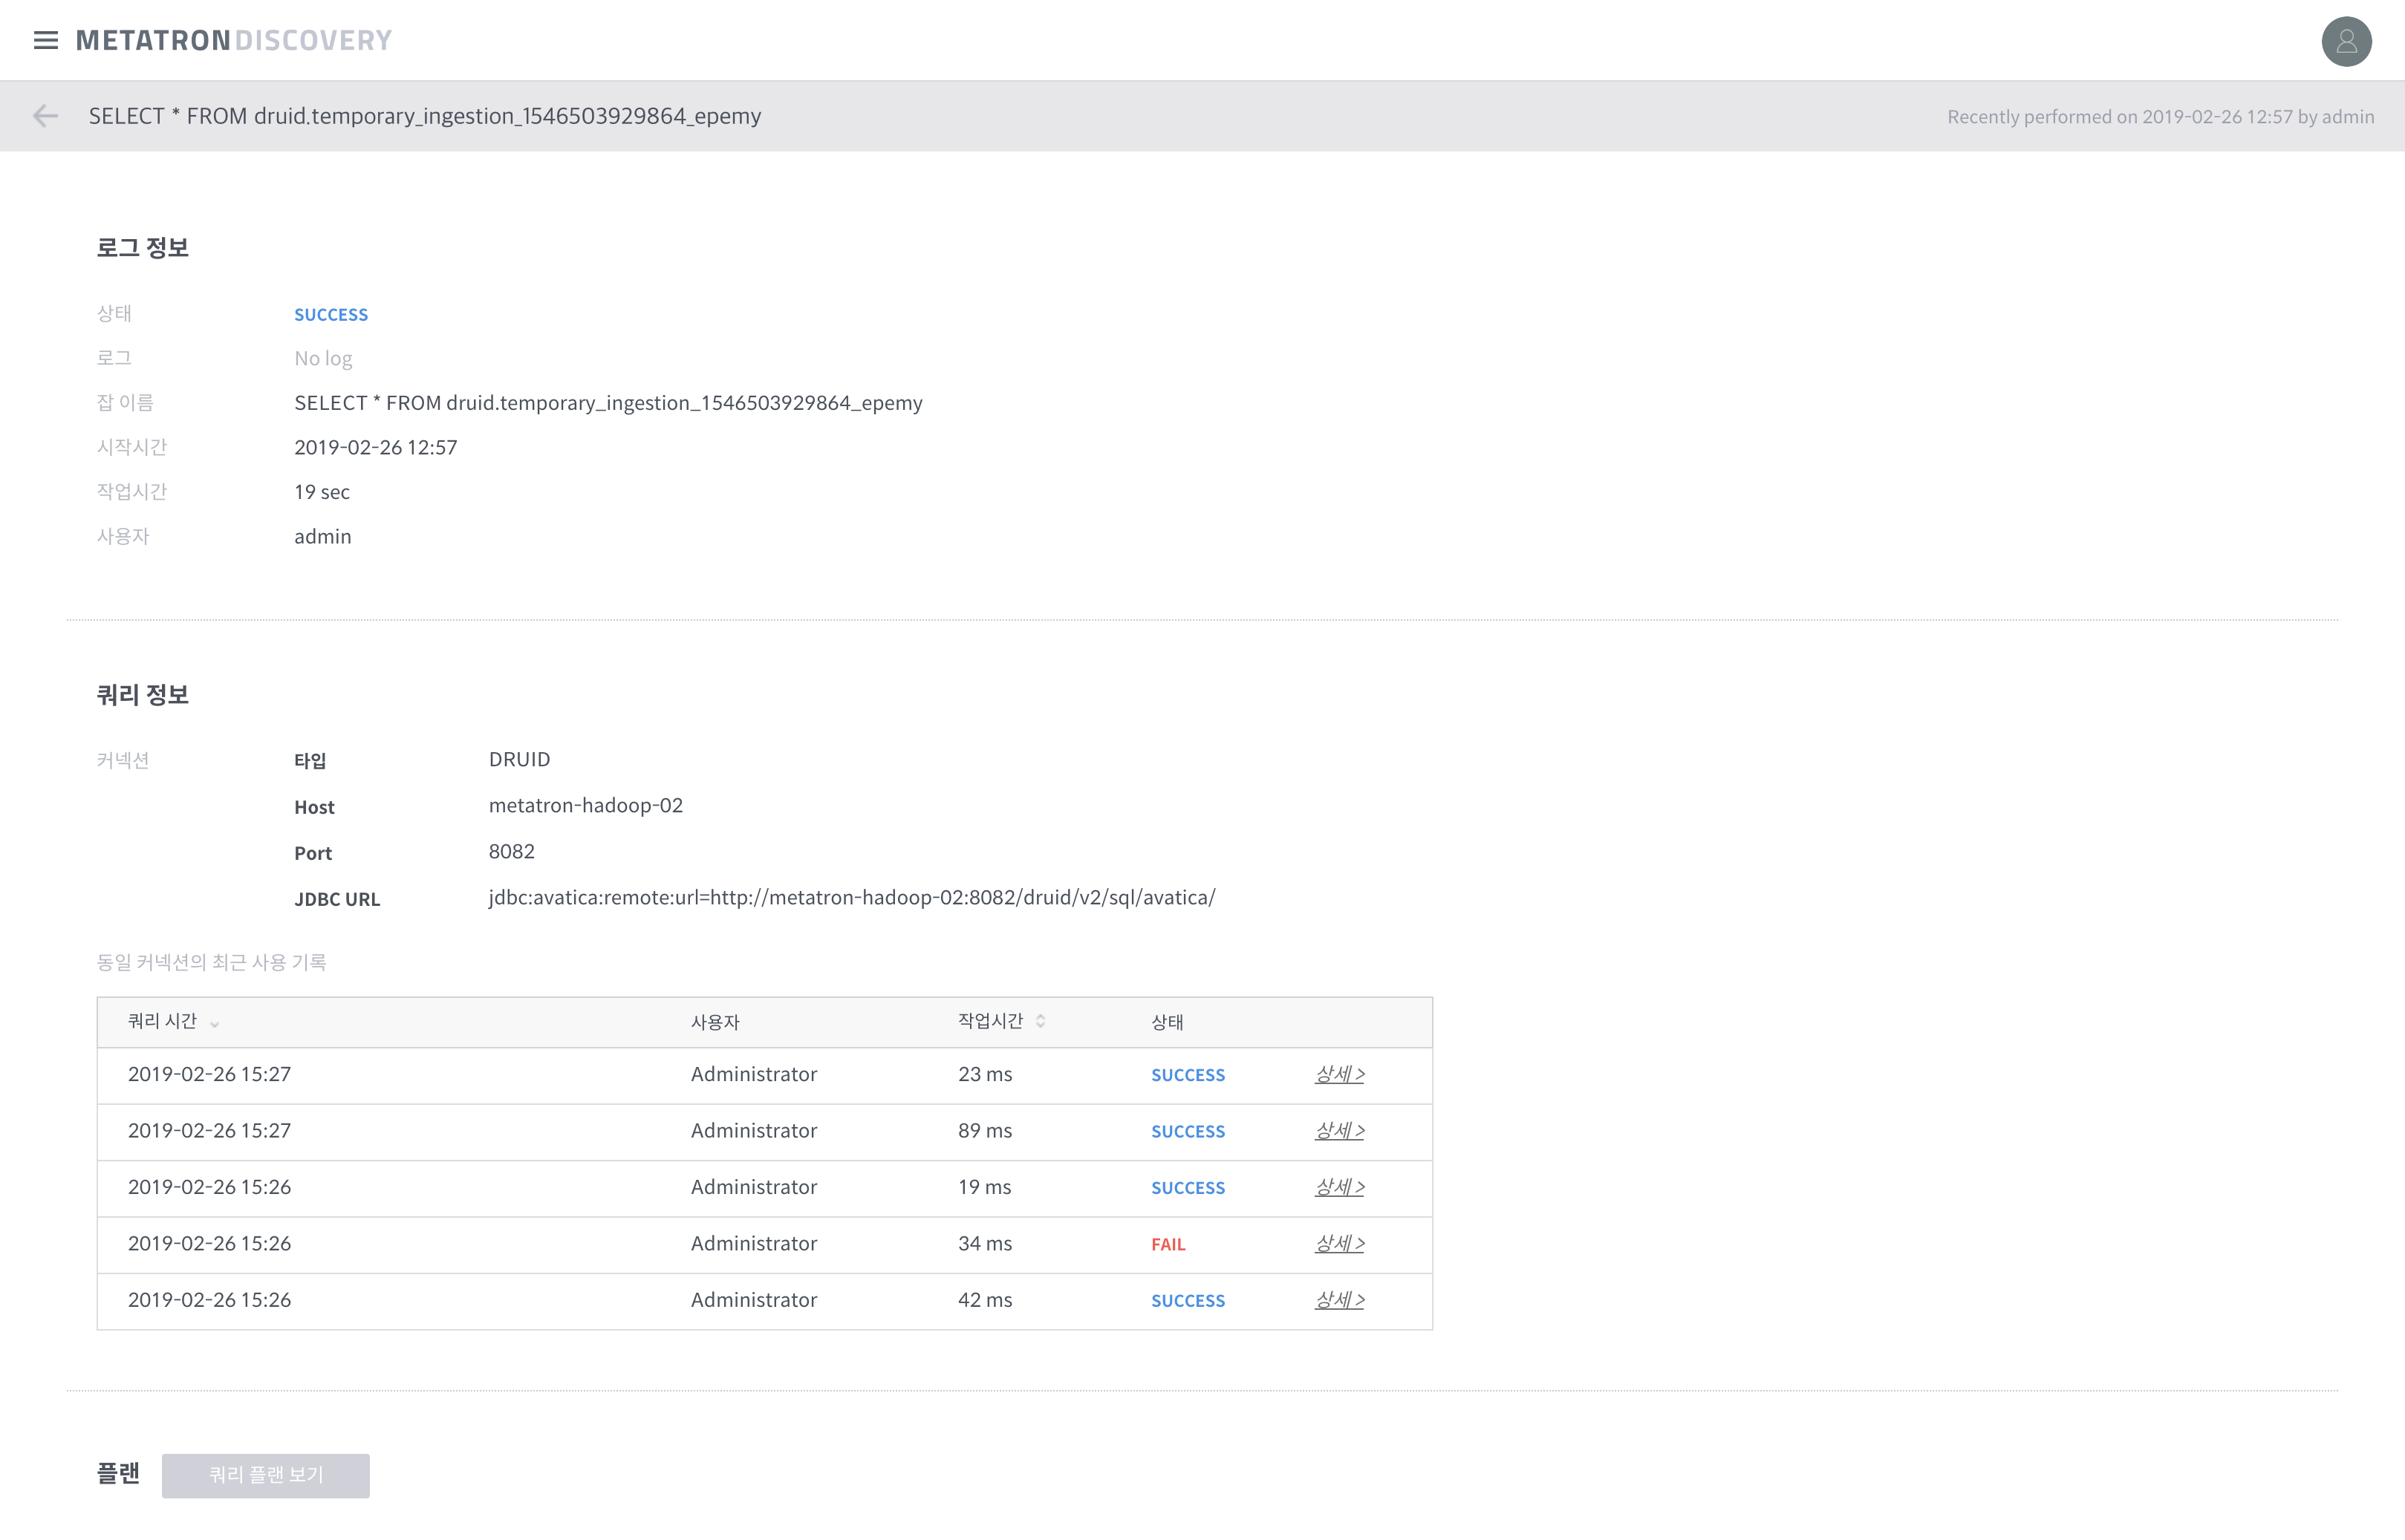 METATRON DISCOVERY
SELECT * FROM druid.temporary_ingestion_1546503929864_epemy
Recently performed on 2019-02-26 12:57 by admin
로그 정보
상태 SUCCESS
로그 No log
잡 이름 SELECT * FROM druid.temporary_ingestion_1546503929864_epemy
시작시간 2019-02-26 12:57
작업시간 19 sec
사용자 admin
쿼리 정보
커넥션 타입 DRUID
Host metatron-hadoop-02
Port 8082
JDBC URL jdbc:avatica:remote:url=http://metatron-hadoop-02:8082/druid/v2/sql/avatica/
동일 커넥션의 최근 사용 기록
쿼리 시간 사용자 작업시간 상태
2019-02-26 15:27 Administrator 23 ms SUCCESS 상세 >
2019-02-26 15:27 Administrator 89 ms SUCCESS 상세 >
2019-02-26 15:26 Administrator 19 ms SUCCESS 상세 >
2019-02-26 15:26 Administrator 34 ms FAIL 상세 >
2019-02-26 15:26 Administrator 42 ms SUCCESS 상세 >
플랜 쿼리 플랜 보기